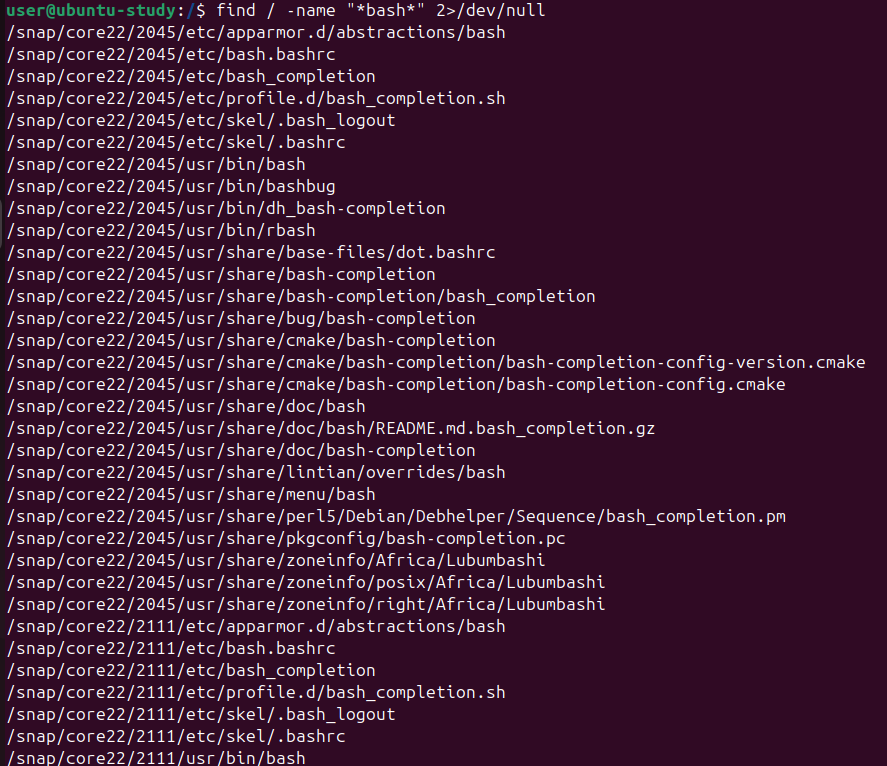 user@ubuntu-study:/$ find / -name "*bash*" 2>/dev/null
/snap/core22/2045/etc/apparmor.d/abstractions/bash
/snap/core22/2045/etc/bash.bashrc
/snap/core22/2045/etc/bash_completion
/snap/core22/2045/etc/profile.d/bash_completion.sh
/snap/core22/2045/etc/skel/.bash_logout
/snap/core22/2045/etc/skel/.bashrc
/snap/core22/2045/usr/bin/bash
/snap/core22/2045/usr/bin/bashbug
/snap/core22/2045/usr/bin/dh_bash-completion
/snap/core22/2045/usr/bin/rbash
/snap/core22/2045/usr/share/base-files/dot.bashrc
/snap/core22/2045/usr/share/bash-completion
/snap/core22/2045/usr/share/bash-completion/bash_completion
/snap/core22/2045/usr/share/bug/bash-completion
/snap/core22/2045/usr/share/cmake/bash-completion
/snap/core22/2045/usr/share/cmake/bash-completion/bash-completion-config-version.cmake
/snap/core22/2045/usr/share/cmake/bash-completion/bash-completion-config.cmake
/snap/core22/2045/usr/share/doc/bash
/snap/core22/2045/usr/share/doc/bash/README.md.bash_completion.gz
/snap/core22/2045/usr/share/doc/bash-completion
/snap/core22/2045/usr/share/lintian/overrides/bash
/snap/core22/2045/usr/share/menu/bash
/snap/core22/2045/usr/share/perl5/Debian/Debhelper/Sequence/bash_completion.pm
/snap/core22/2045/usr/share/pkgconfig/bash-completion.pc
/snap/core22/2045/usr/share/zoneinfo/Africa/Lubumbashi
/snap/core22/2045/usr/share/zoneinfo/posix/Africa/Lubumbashi
/snap/core22/2045/usr/share/zoneinfo/right/Africa/Lubumbashi
/snap/core22/2111/etc/apparmor.d/abstractions/bash
/snap/core22/2111/etc/bash.bashrc
/snap/core22/2111/etc/bash_completion
/snap/core22/2111/etc/profile.d/bash_completion.sh
/snap/core22/2111/etc/skel/.bash_logout
/snap/core22/2111/etc/skel/.bashrc
/snap/core22/2111/usr/bin/bash